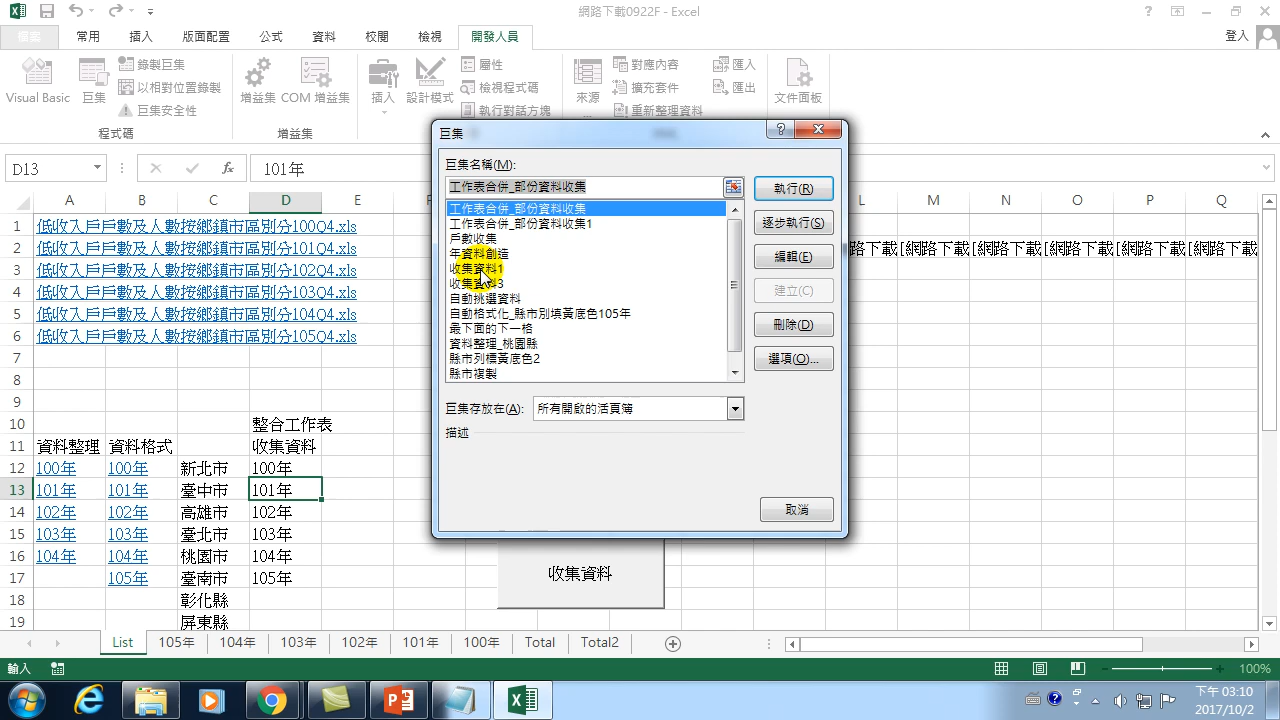 網路下載0922F - Excel
檔案 常用 插入 版面配置 公式 資料 校閱 檢視 開發人員 登入
Visual Basic 巨集 錄製巨集 以相對位置錄製 巨集安全性 增益集 COM 增益集 插入 設計模式 屬性 檢視程式碼 執行對話方塊 來源 對應內容 擴充套件 重新整理資料 匯入 匯出 文件面板
程式碼 增益集
D13 101年
A B C D E L M N O P Q
1 低收入戶戶數及人數按鄉鎮市區別分100Q4.xls
2 低收入戶戶數及人數按鄉鎮市區別分101Q4.xls [網路下載 [網路下載 [網路下載 [網路下載 [網路下載
3 低收入戶戶數及人數按鄉鎮市區別分102Q4.xls
4 低收入戶戶數及人數按鄉鎮市區別分103Q4.xls
5 低收入戶戶數及人數按鄉鎮市區別分104Q4.xls
6 低收入戶戶數及人數按鄉鎮市區別分105Q4.xls
7
8
9
10 整合工作表
11 資料整理 資料格式 收集資料
12 100年 100年 新北市 100年
13 101年 101年 臺中市 101年
14 102年 102年 高雄市 102年
15 103年 103年 臺北市 103年
16 104年 104年 桃園市 104年
17 105年 臺南市 105年
18 彰化縣
19 屏東縣
收集資料
巨集
巨集名稱(M):
工作表合併_部份資料收集
工作表合併_部份資料收集
工作表合併_部份資料收集1
戶數收集
年資料創造
收集資料1
收集資料3
自動挑選資料
自動格式化_縣市別填黃底色105年
最下面的下一格
資料整理_桃園縣
縣市列標黃底色2
縣市複製
執行(R)
逐步執行(S)
編輯(E)
建立(C)
刪除(D)
選項(O)...
巨集存放在(A): 所有開啟的活頁簿
描述
取消
List 105年 104年 103年 102年 101年 100年 Total Total2
輸入 100%
下午 03:10
2017/10/2